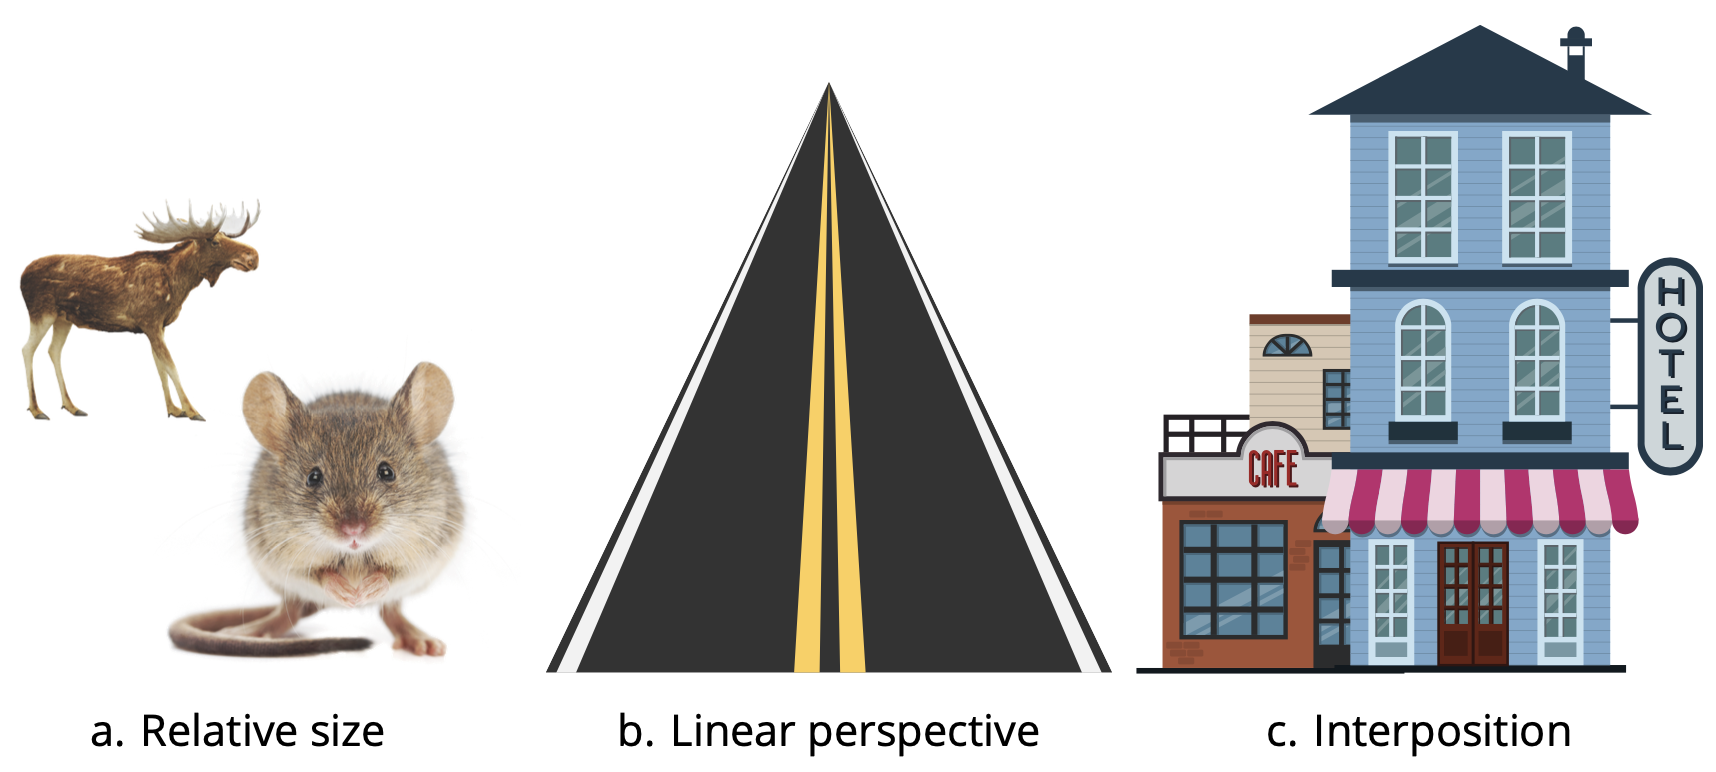 CAFE
HOTEL
a. Relative size
b. Linear perspective
c. Interposition